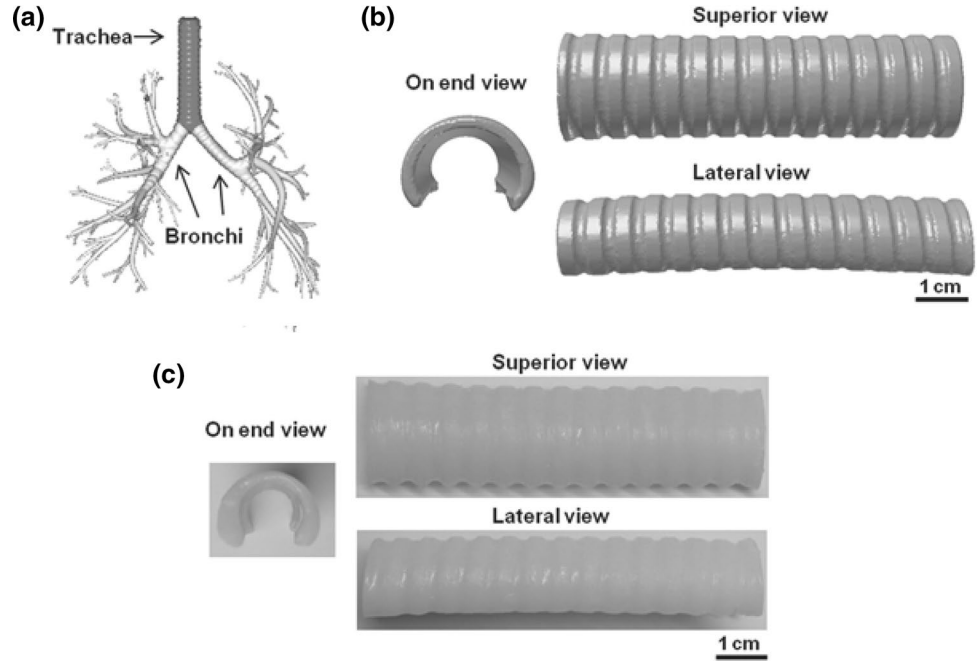 (a)
Trachea
Bronchi
(b)
Superior view
On end view
Lateral view
1 cm
(c)
Superior view
On end view
Lateral view
1 cm